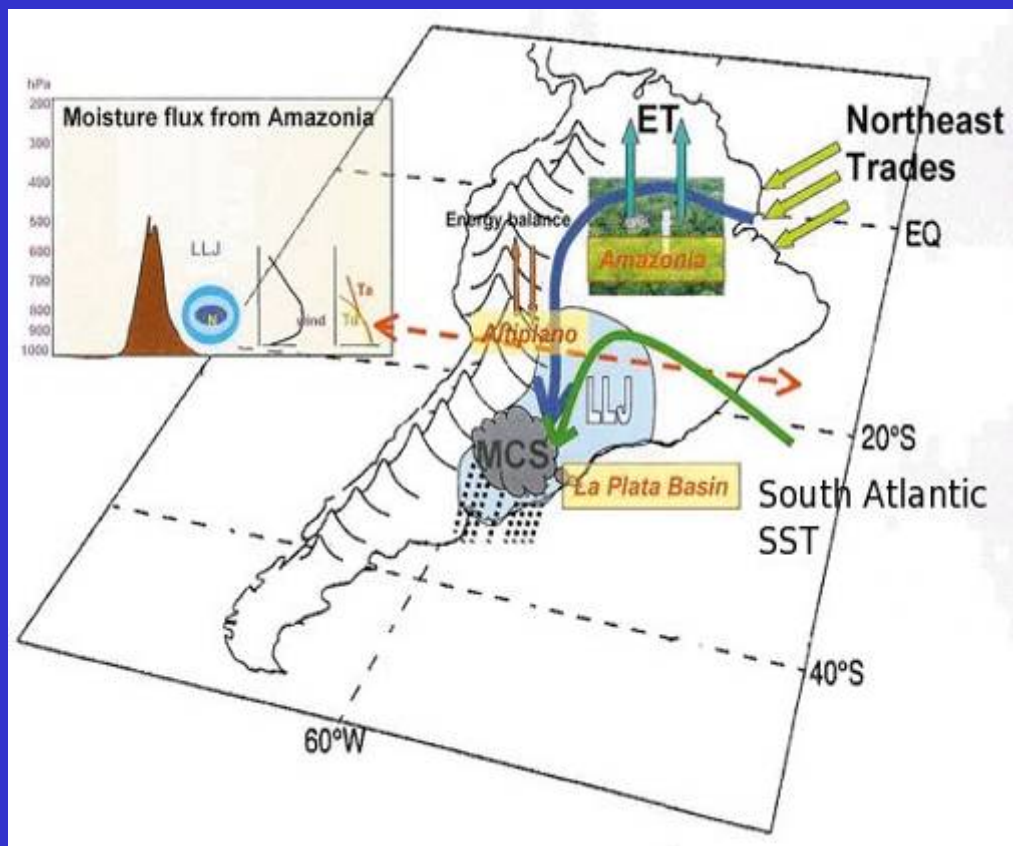 hPa
200
Moisture flux from Amazonia
300
400
500
600
700
800
900
1000
LLJ
N
wind
Ta
Td
ET
Northeast
Trades
EQ
Energy balance
Amazonia
Altiplano
LLJ
20°S
MCS
La Plata Basin
South Atlantic
SST
40°S
60°W